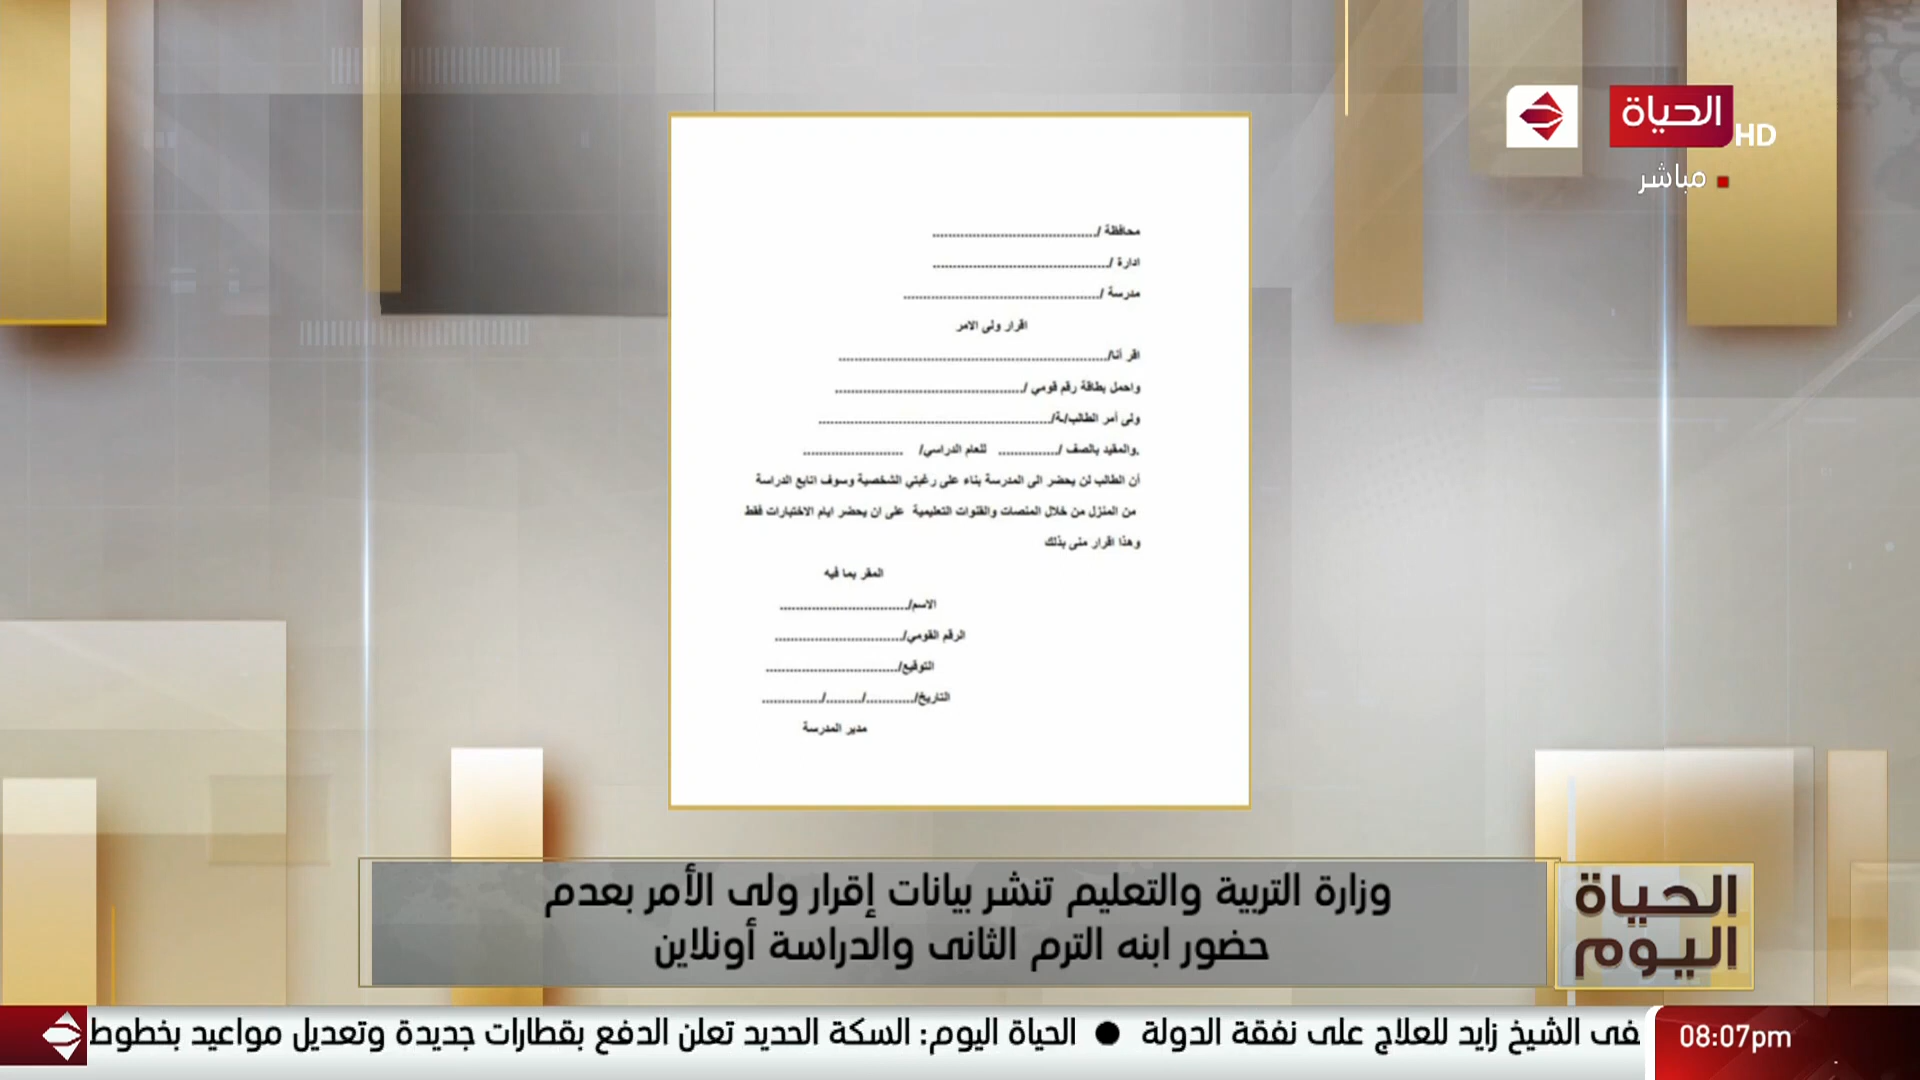 الحياة
HD
مباشر
محافظة /..........................................
ادارة /.............................................
مدرسة /..................................................
اقرار ولى الامر
اقر أنا/....................................................................
واحمل بطاقة رقم قومي /................................................
ولى أمر الطالب/ـة/...........................................................
.والمقيد بالصف /............... للعام الدراسي/ .........................
أن الطالب لن يحضر الى المدرسة بناء على رغبتي الشخصية وسوف اتابع الدراسة
من المنزل من خلال المنصات والقنوات التعليمية على ان يحضر ايام الاختبارات فقط
وهذا اقرار منى بذلك
المقر بما فيه
الاسم/................................
الرقم القومي/................................
التوقيع/.................................
التاريخ/............/........./...............
مدير المدرسة
وزارة التربية والتعليم تنشر بيانات إقرار ولى الأمر بعدم
حضور ابنه الترم الثانى والدراسة أونلاين
الحياة
اليوم
ـفى الشيخ زايد للعلاج على نفقة الدولة ● الحياة اليوم: السكة الحديد تعلن الدفع بقطارات جديدة وتعديل مواعيد بخطوط
08:07pm